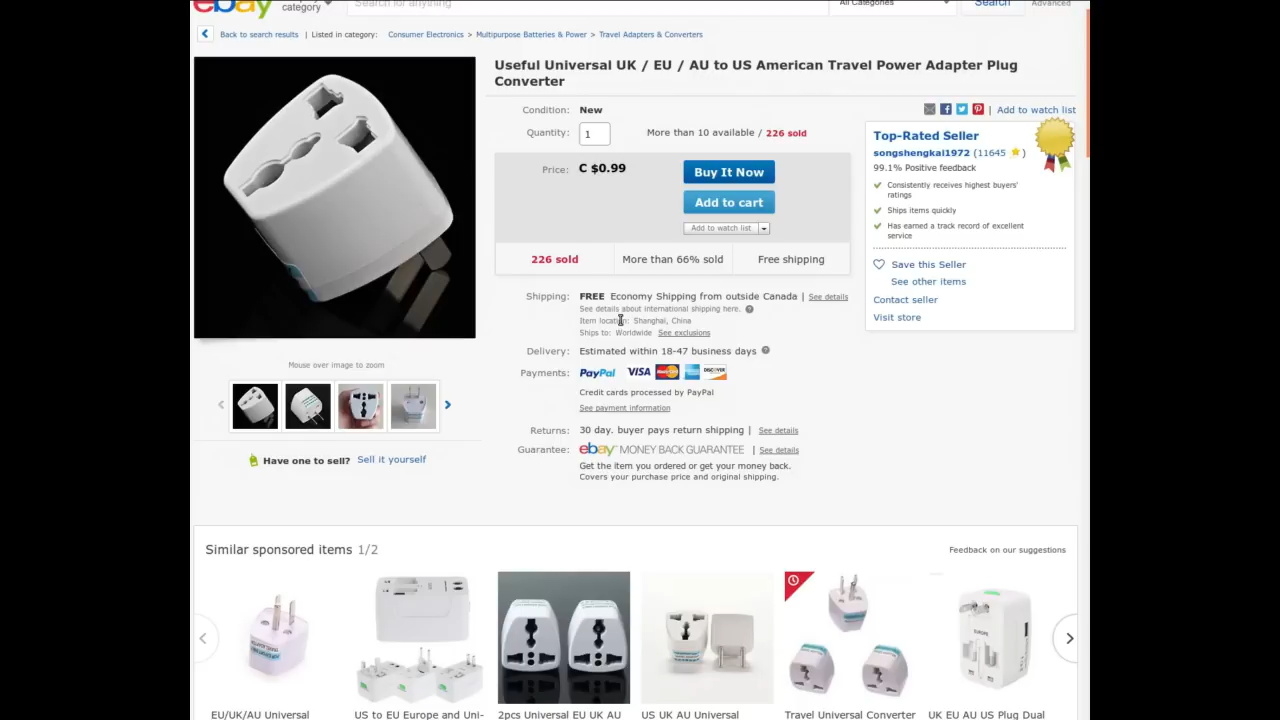 ebay
category
Search for anything
All Categories
Search
Advanced
Back to search results | Listed in category: Consumer Electronics > Multipurpose Batteries & Power > Travel Adapters & Converters
Useful Universal UK / EU / AU to US American Travel Power Adapter Plug
Converter
Condition: New
Add to watch list
Quantity: 1 More than 10 available / 226 sold
Price: C $0.99
Buy It Now
Add to cart
Add to watch list
226 sold More than 66% sold Free shipping
Shipping: FREE Economy Shipping from outside Canada | See details
See details about international shipping here.
Item location: Shanghai, China
Ships to: Worldwide See exclusions
Delivery: Estimated within 18-47 business days
Payments: PayPal VISA MasterCard DISCOVER
Credit cards processed by PayPal
See payment information
Returns: 30 day. buyer pays return shipping | See details
Guarantee: ebay MONEY BACK GUARANTEE | See details
Get the item you ordered or get your money back.
Covers your purchase price and original shipping.
Top-Rated Seller
songshengkai1972 (11645 )
99.1% Positive feedback
Consistently receives highest buyers'
ratings
Ships items quickly
Has earned a track record of excellent
service
Save this Seller
See other items
Contact seller
Visit store
Mouse over image to zoom
Have one to sell? Sell it yourself
Similar sponsored items 1/2
Feedback on our suggestions
EU/UK/AU Universal
US to EU Europe and Uni-
2pcs Universal EU UK AU
US UK AU Universal
Travel Universal Converter
UK EU AU US Plug Dual